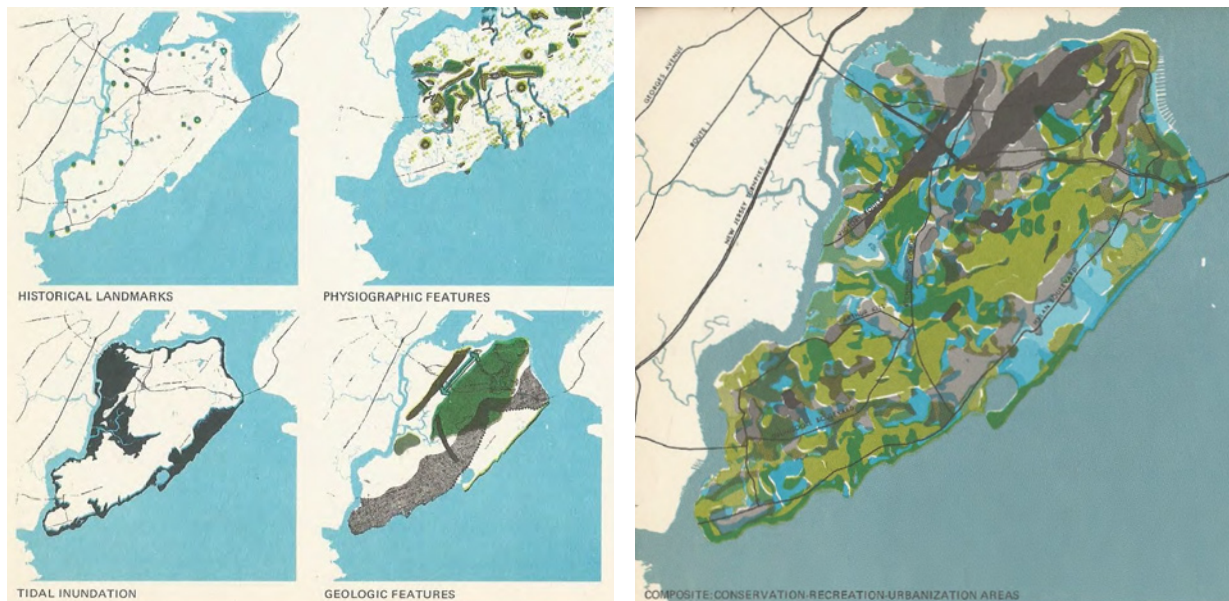 HISTORICAL LANDMARKS
PHYSIOGRAPHIC FEATURES
TIDAL INUNDATION
GEOLOGIC FEATURES
GEORGES AVENUE
ROUTE 1
NEW JERSEY TURNPIKE
COMPOSITE: CONSERVATION-RECREATION-URBANIZATION AREAS